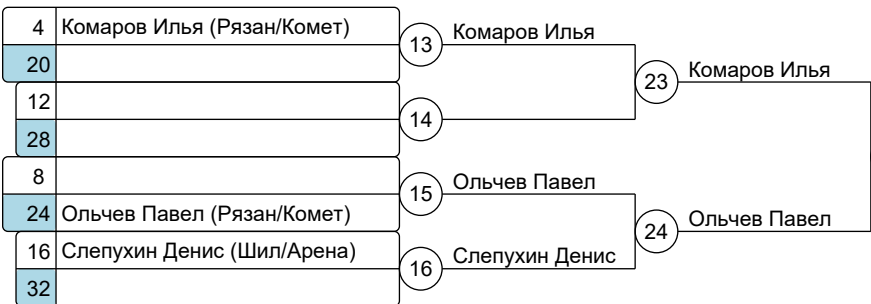 4 Комаров Илья (Рязан/Комет)
13 Комаров Илья
20
23 Комаров Илья
12
14
28
8
15 Ольчев Павел
24 Ольчев Павел (Рязан/Комет)
24 Ольчев Павел
16 Слепухин Денис (Шил/Арена)
16 Слепухин Денис
32